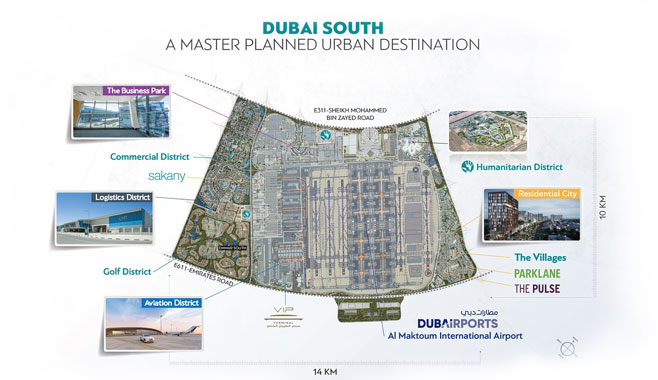 DUBAI SOUTH
A MASTER PLANNED URBAN DESTINATION
The Business Park
E311-SHEIKH MOHAMMED
BIN ZAYED ROAD
Commercial District
sakany
Humanitarian District
Logistics District
Residential City
10 KM
The Villages
PARKLANE
THE PULSE
Golf District
E611-EMIRATES ROAD
Aviation District
VIP
TERMINAL
مطارات دبي
DUBAIRPORTS
Al Maktoum International Airport
14 KM